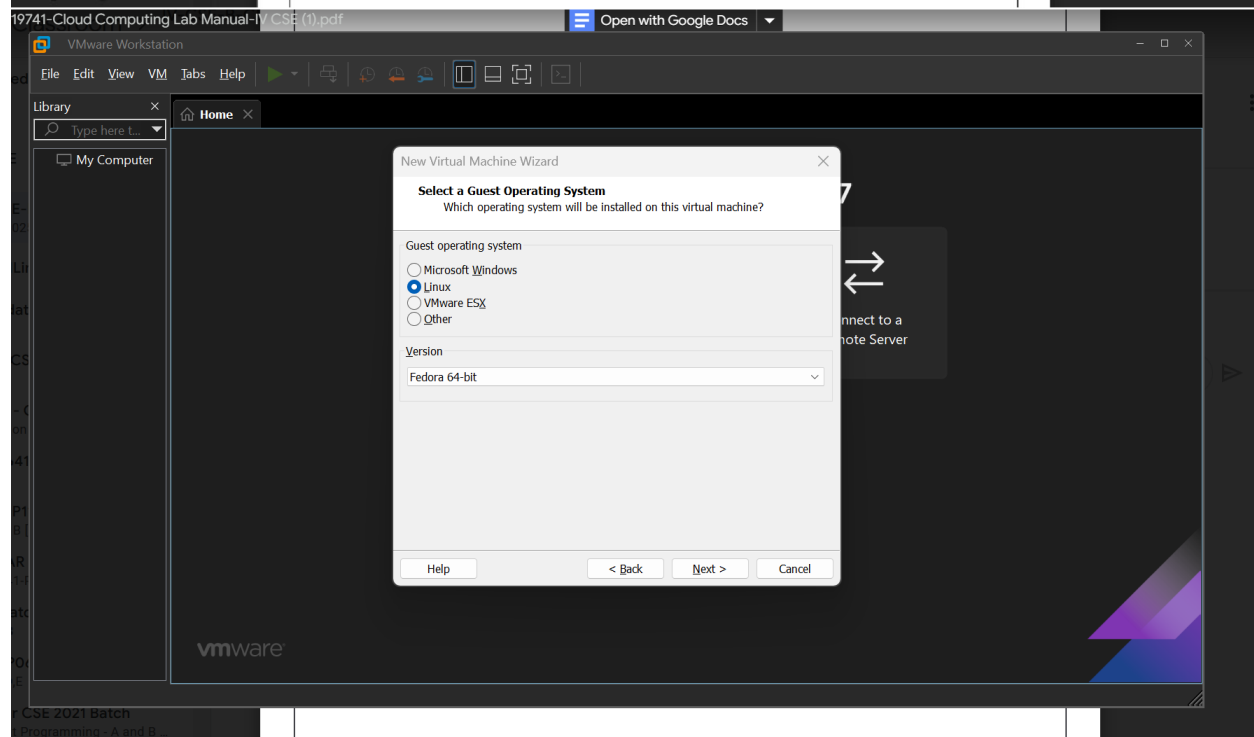 19741-Cloud Computing Lab Manual-IV CSE (1).pdf
Open with Google Docs
VMware Workstation
File Edit View VM Tabs Help
Library
Home
Type here t...
My Computer
New Virtual Machine Wizard
Select a Guest Operating System
Which operating system will be installed on this virtual machine?
7
Guest operating system
Microsoft Windows
Linux
VMware ESX
Other
nnect to a
note Server
Version
Fedora 64-bit
Help < Back Next > Cancel
vmware
r CSE 2021 Batch
t Programming - A and B